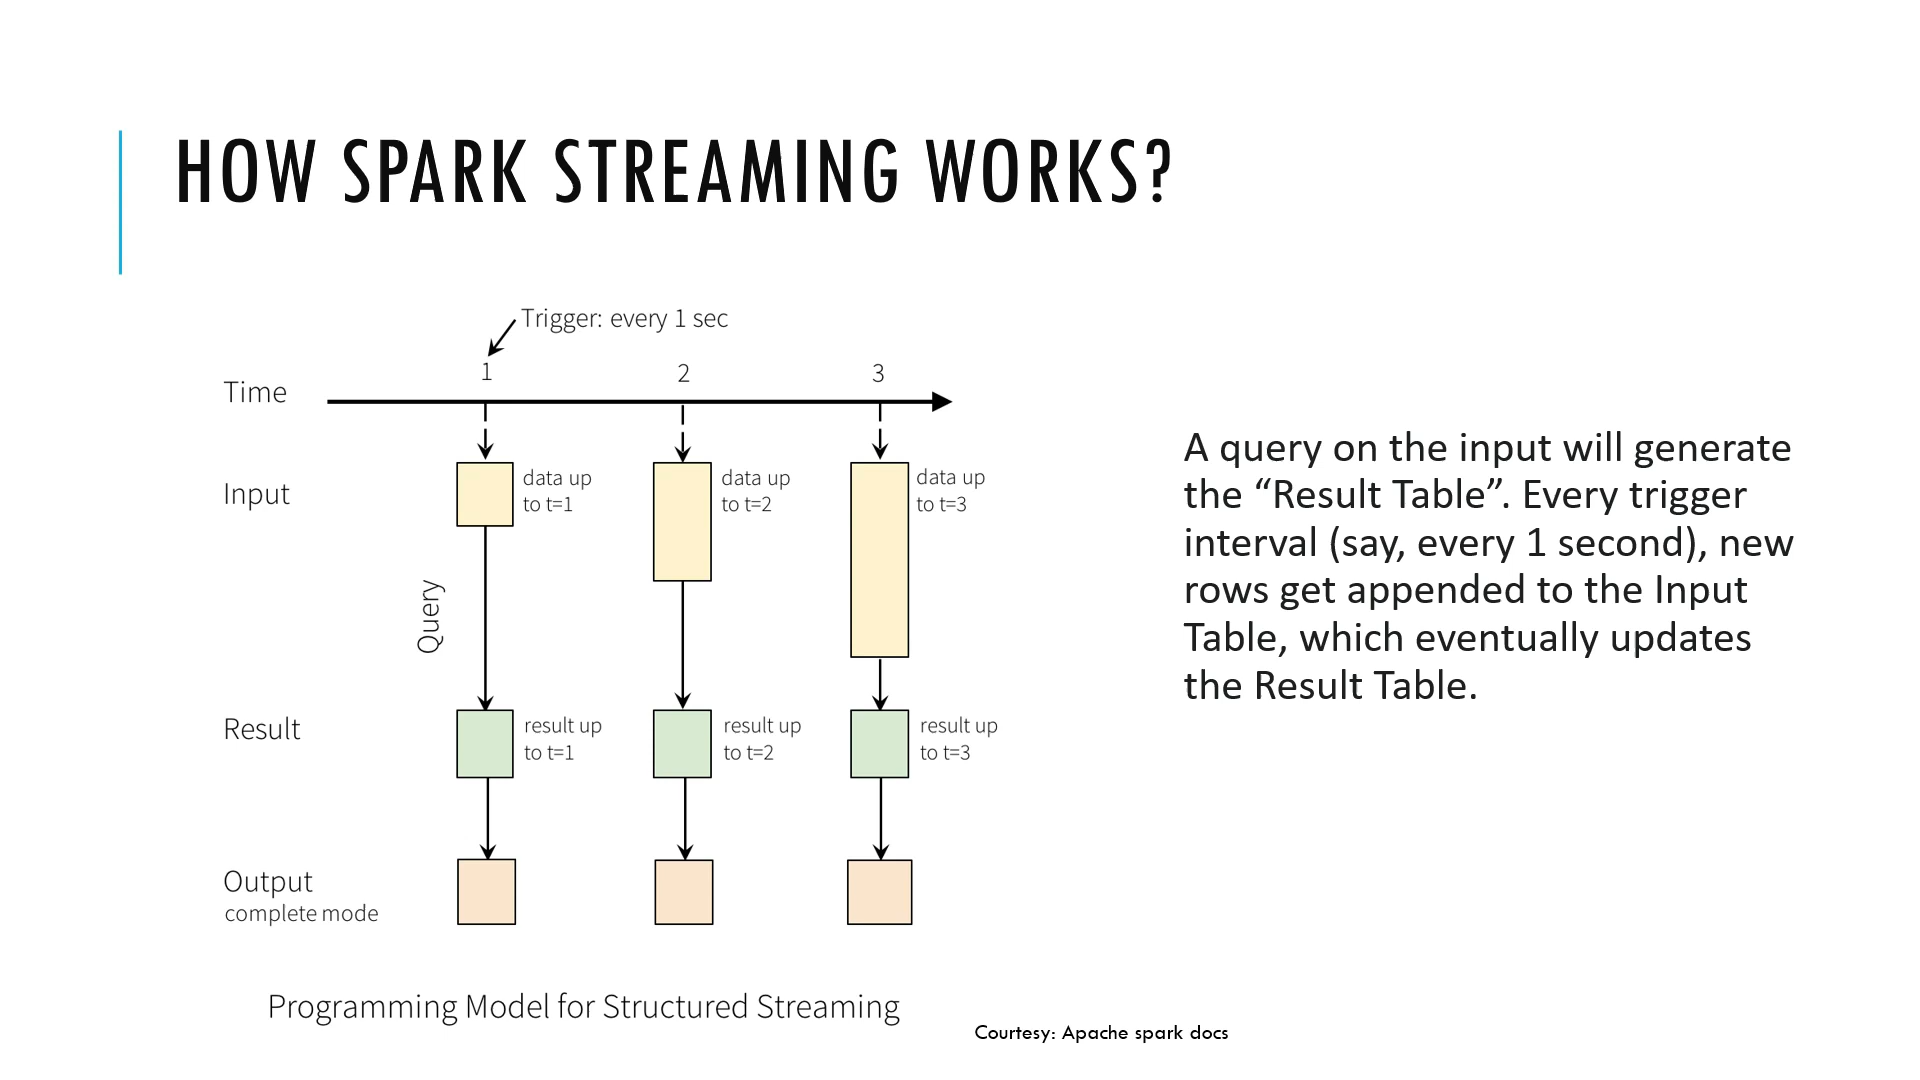 HOW SPARK STREAMING WORKS?
Trigger: every 1 sec
1
2
3
Time
Input
data up
to t=1
data up
to t=2
data up
to t=3
Query
Result
result up
to t=1
result up
to t=2
result up
to t=3
Output
complete mode
Programming Model for Structured Streaming
A query on the input will generate
the “Result Table”. Every trigger
interval (say, every 1 second), new
rows get appended to the Input
Table, which eventually updates
the Result Table.
Courtesy: Apache spark docs